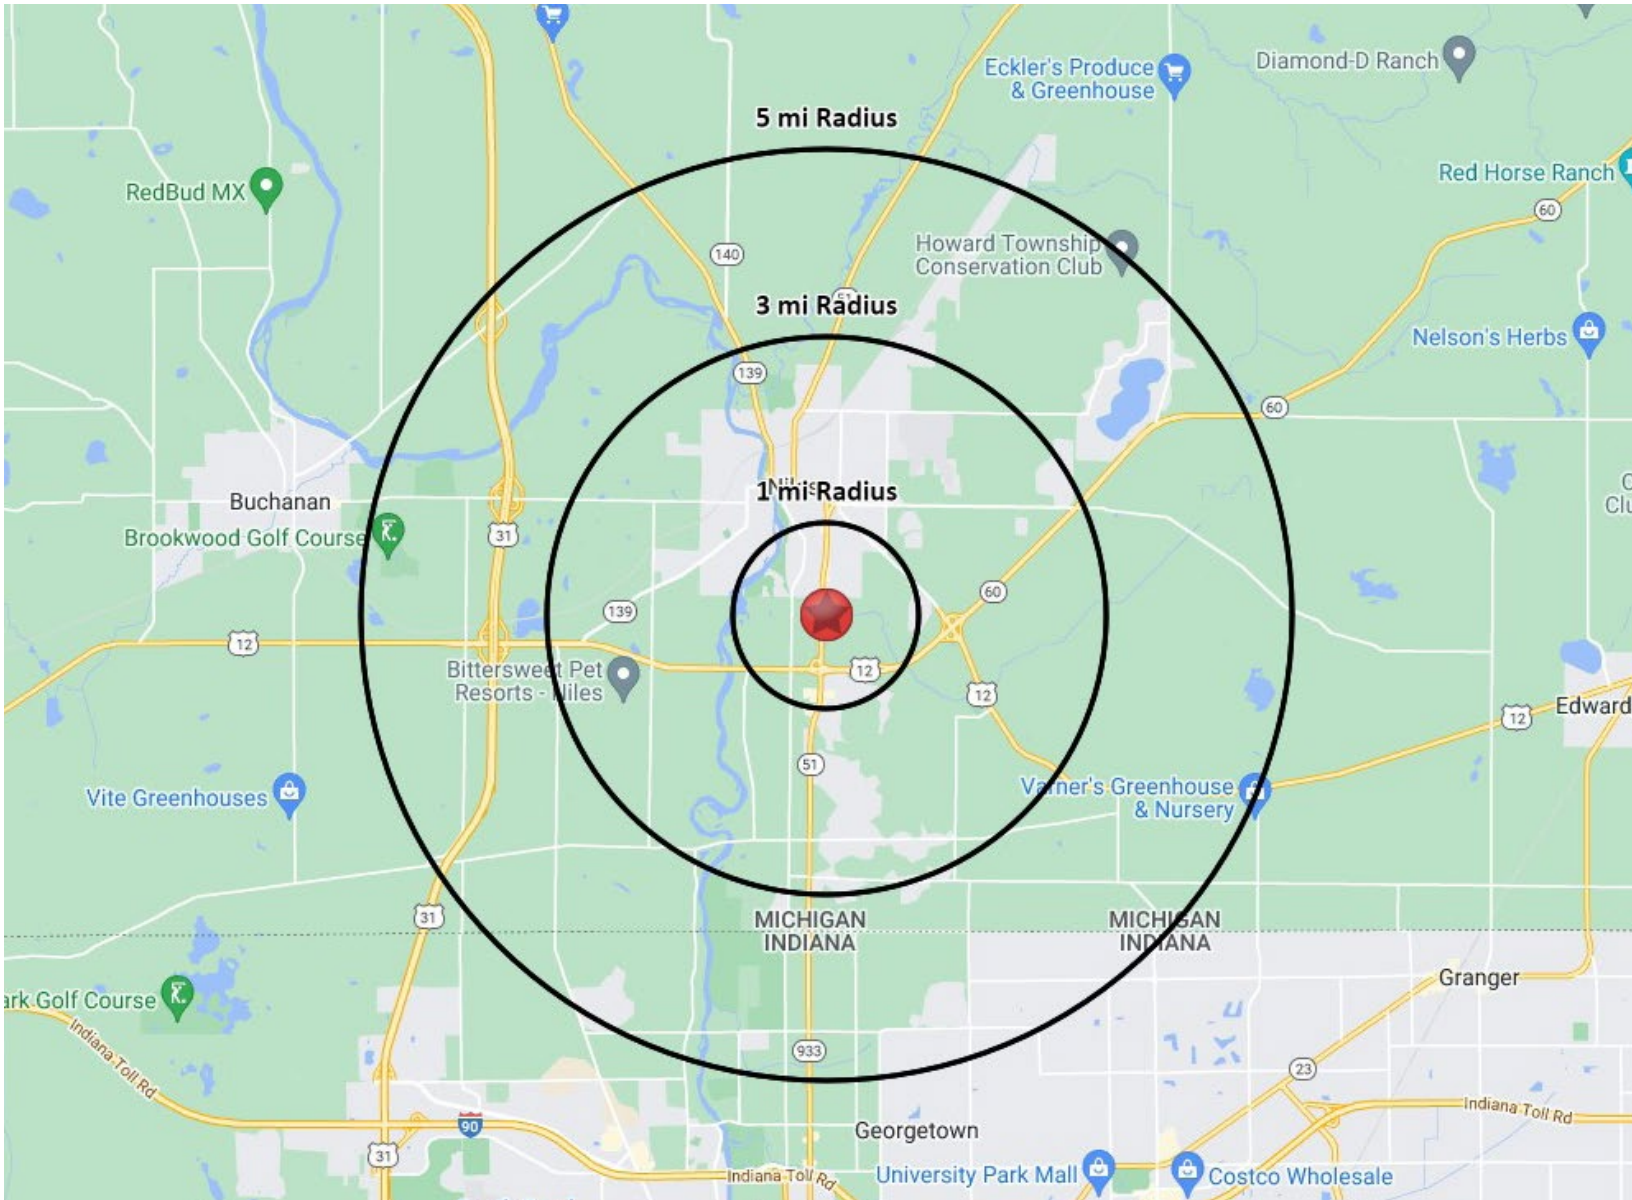 Eckler's Produce
& Greenhouse
Diamond-D Ranch
5 mi Radius
RedBud MX
Red Horse Ranch
60
140
Howard Township
Conservation Club
51
3 mi Radius
Nelson's Herbs
139
60
Niles
1 mi Radius
Buchanan
Brookwood Golf Course
31
60
139
12
Bittersweet Pet
Resorts - Niles
12
12
Edward
12
51
Vite Greenhouses
Varner's Greenhouse
& Nursery
31
MICHIGAN
INDIANA
MICHIGAN
INDIANA
Granger
ark Golf Course
Indiana Toll Rd
933
23
90
Indiana Toll Rd
Georgetown
31
University Park Mall
Indiana Toll Rd
Costco Wholesale